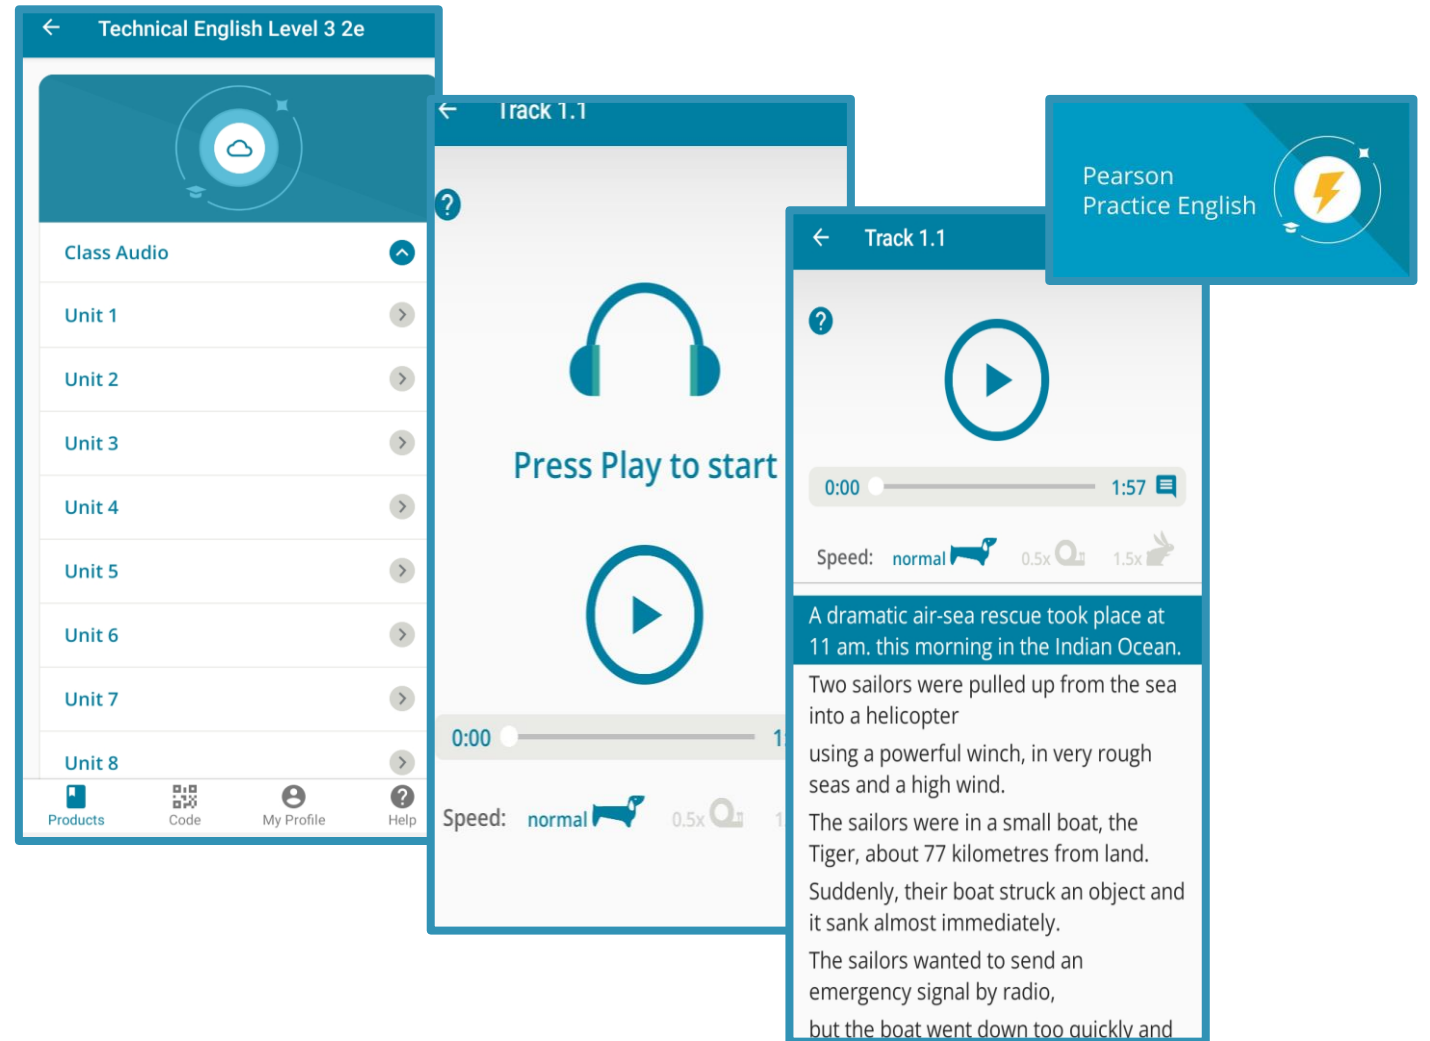 Technical English Level 3 2e
Class Audio
Unit 1
Unit 2
Unit 3
Unit 4
Unit 5
Unit 6
Unit 7
Unit 8
Products
Code
My Profile
Help
Track 1.1
?
Press Play to start
0:00
1:
Speed:
normal
0.5x
1.
Track 1.1
?
0:00
1:57
Speed:
normal
0.5x
1.5x
A dramatic air-sea rescue took place at
11 am. this morning in the Indian Ocean.
Two sailors were pulled up from the sea
into a helicopter
using a powerful winch, in very rough
seas and a high wind.
The sailors were in a small boat, the
Tiger, about 77 kilometres from land.
Suddenly, their boat struck an object and
it sank almost immediately.
The sailors wanted to send an
emergency signal by radio,
but the boat went down too quickly and
Pearson
Practice English